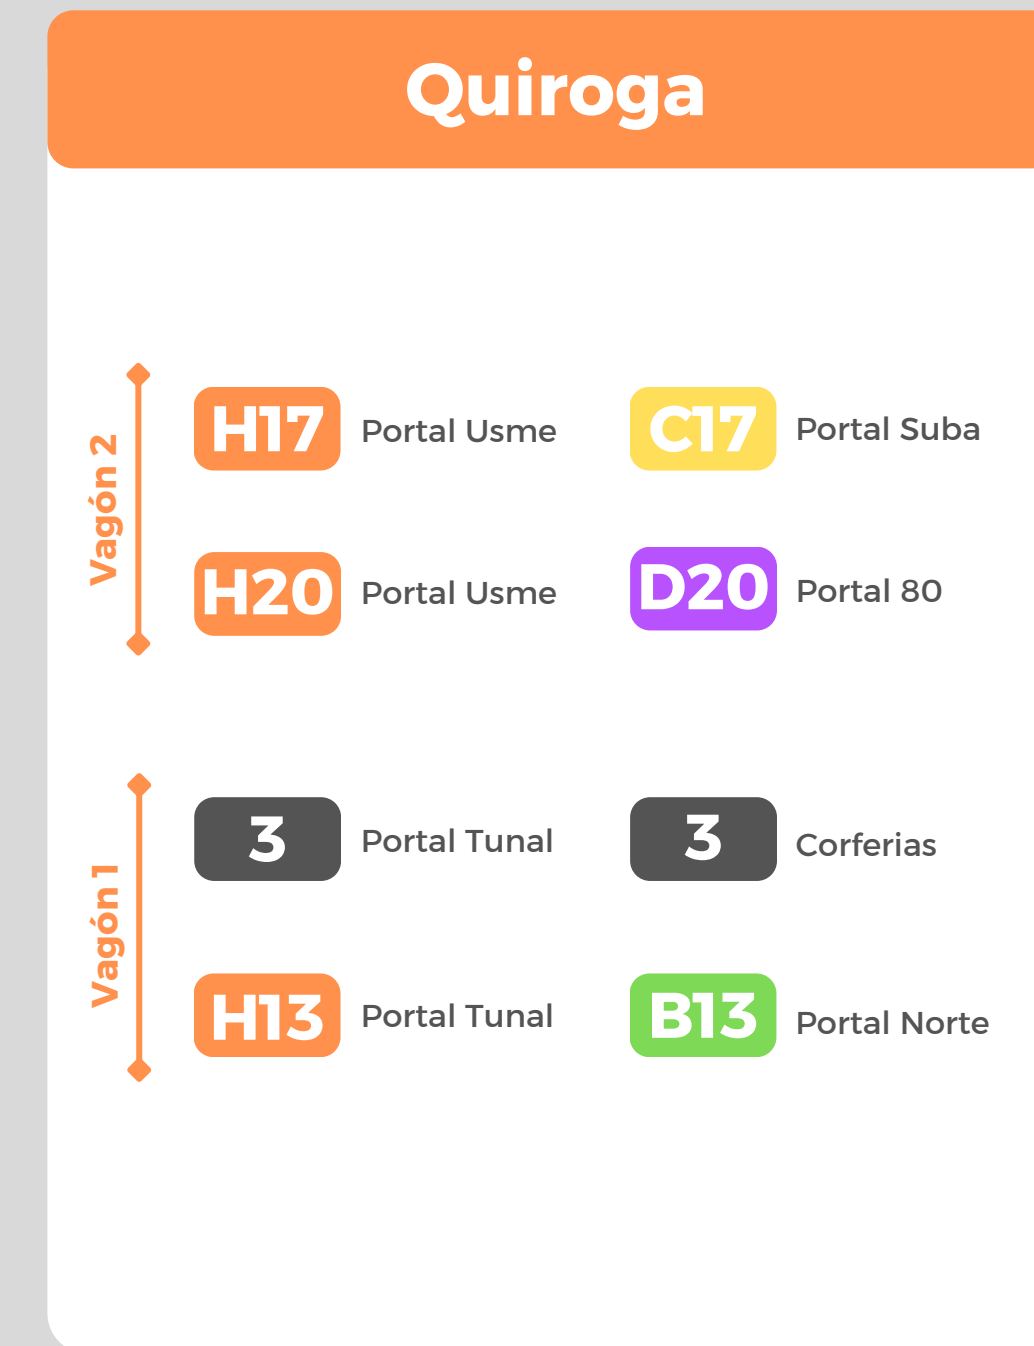 Quiroga
Vagón 2
H17 Portal Usme
C17 Portal Suba
H20 Portal Usme
D20 Portal 80
Vagón 1
3 Portal Tunal
3 Corferias
H13 Portal Tunal
B13 Portal Norte